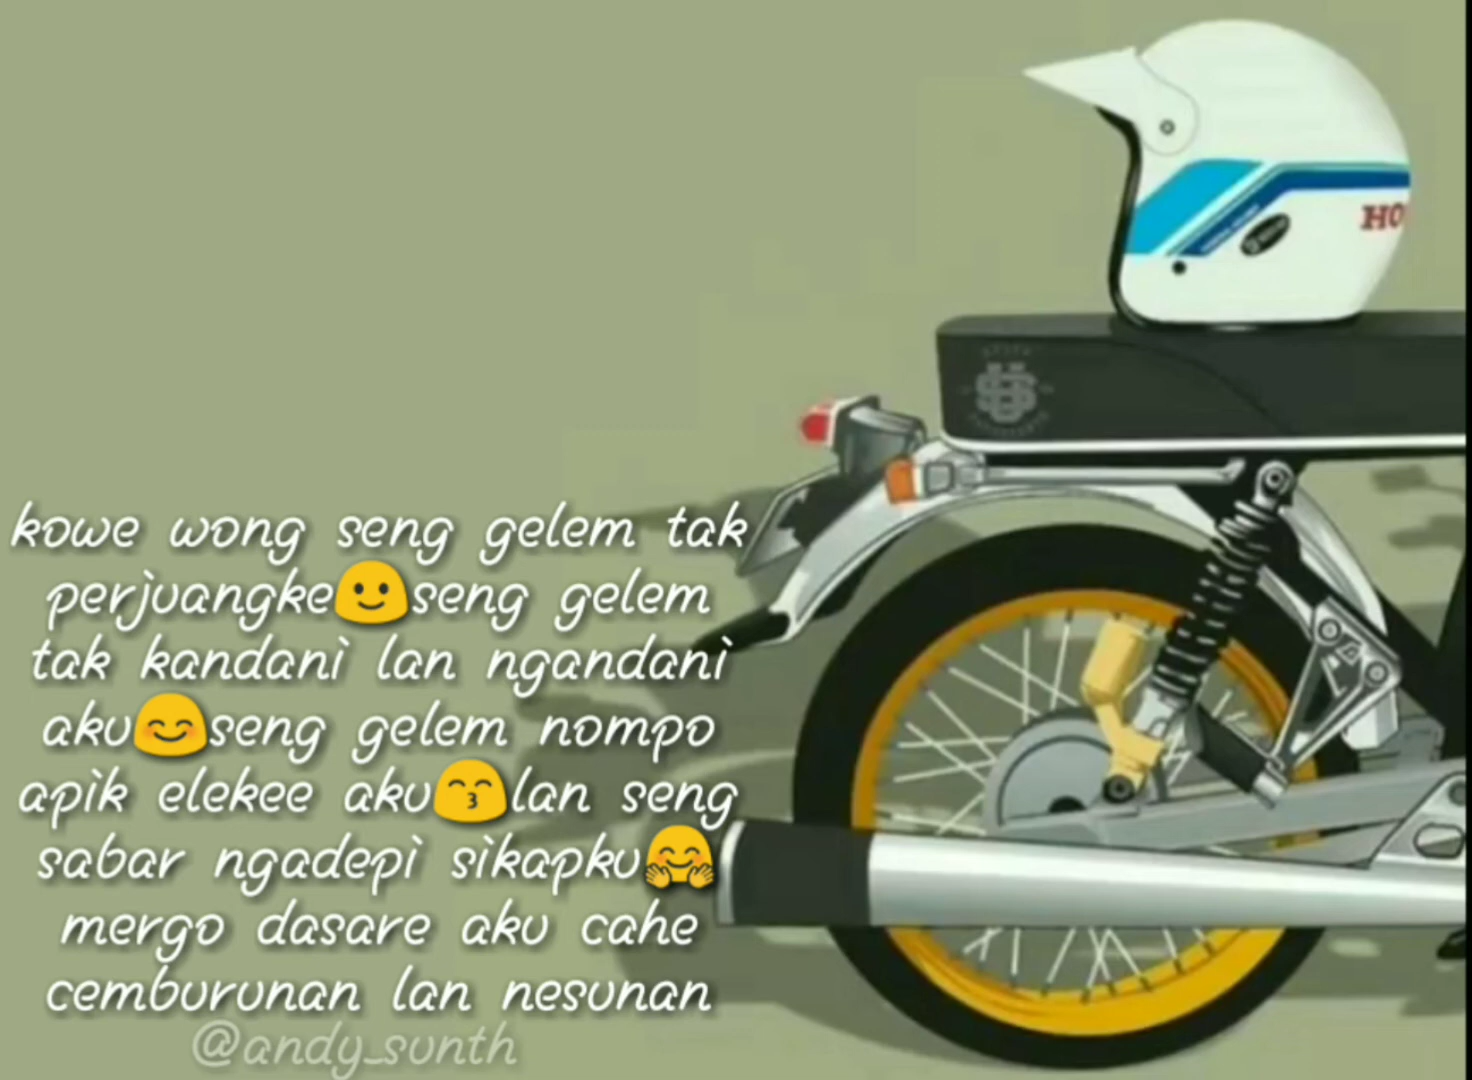 HO
kowe wong seng gelem tak
perjuangke🙂seng gelem
tak kandani lan ngandani
aku😊seng gelem nompo
apik elekee aku😙lan seng
sabar ngadepi sikapku🤗
mergo dasare aku cahe
cemburunan lan nesunan
@andy_sunth